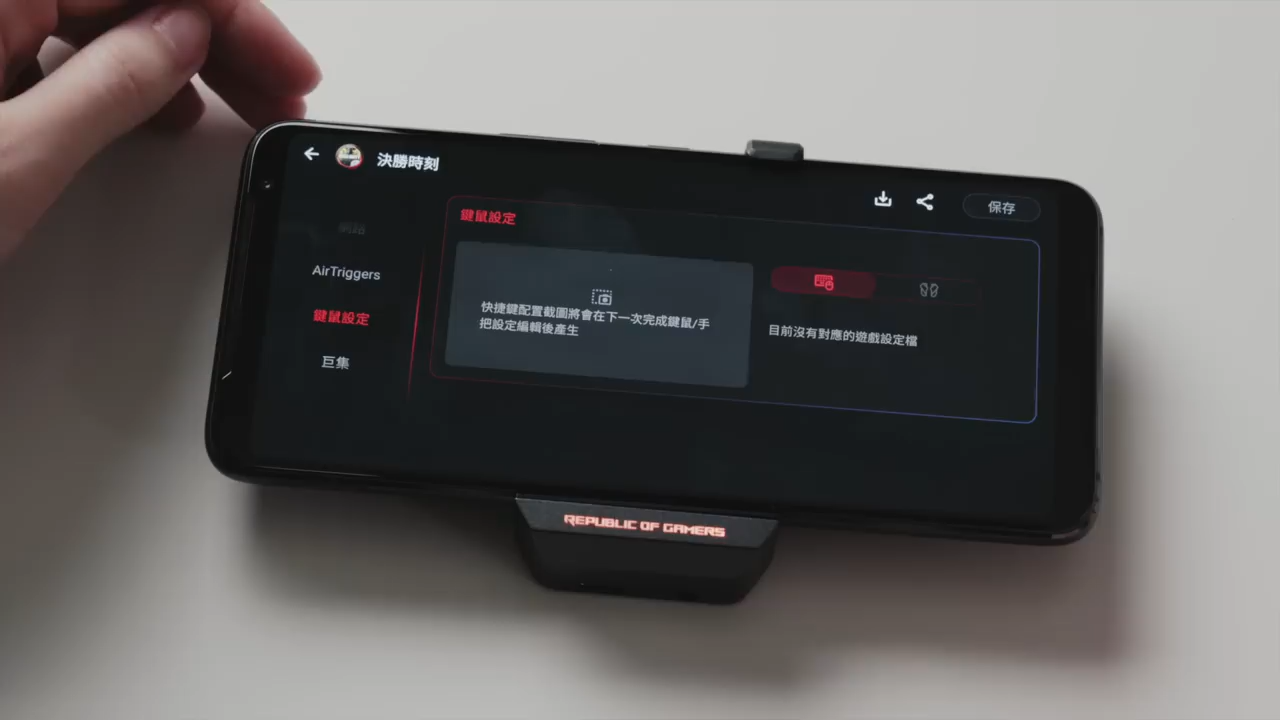 決勝時刻
保存
網路
AirTriggers
鍵鼠設定
巨集
鍵鼠設定
快捷鍵配置截圖將會在下一次完成鍵鼠/手
把設定編輯後產生
目前沒有對應的遊戲設定檔
REPUBLIC OF GAMERS